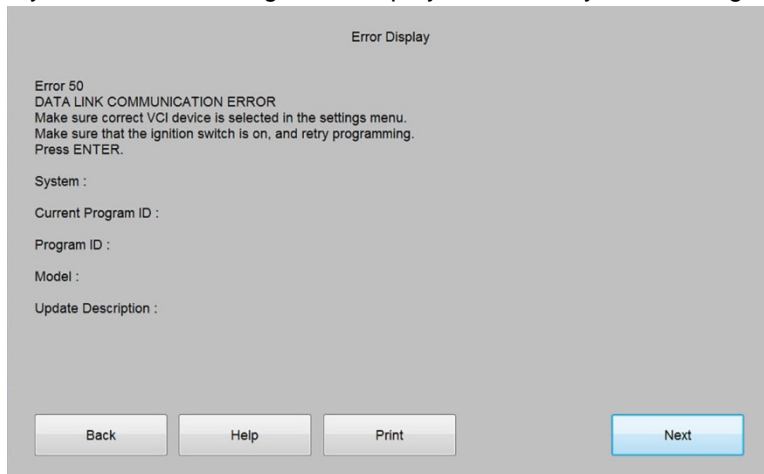 Error Display
Error 50
DATA LINK COMMUNICATION ERROR
Make sure correct VCI device is selected in the settings menu.
Make sure that the ignition switch is on, and retry programming.
Press ENTER.
System :
Current Program ID :
Program ID :
Model :
Update Description :
Back
Help
Print
Next